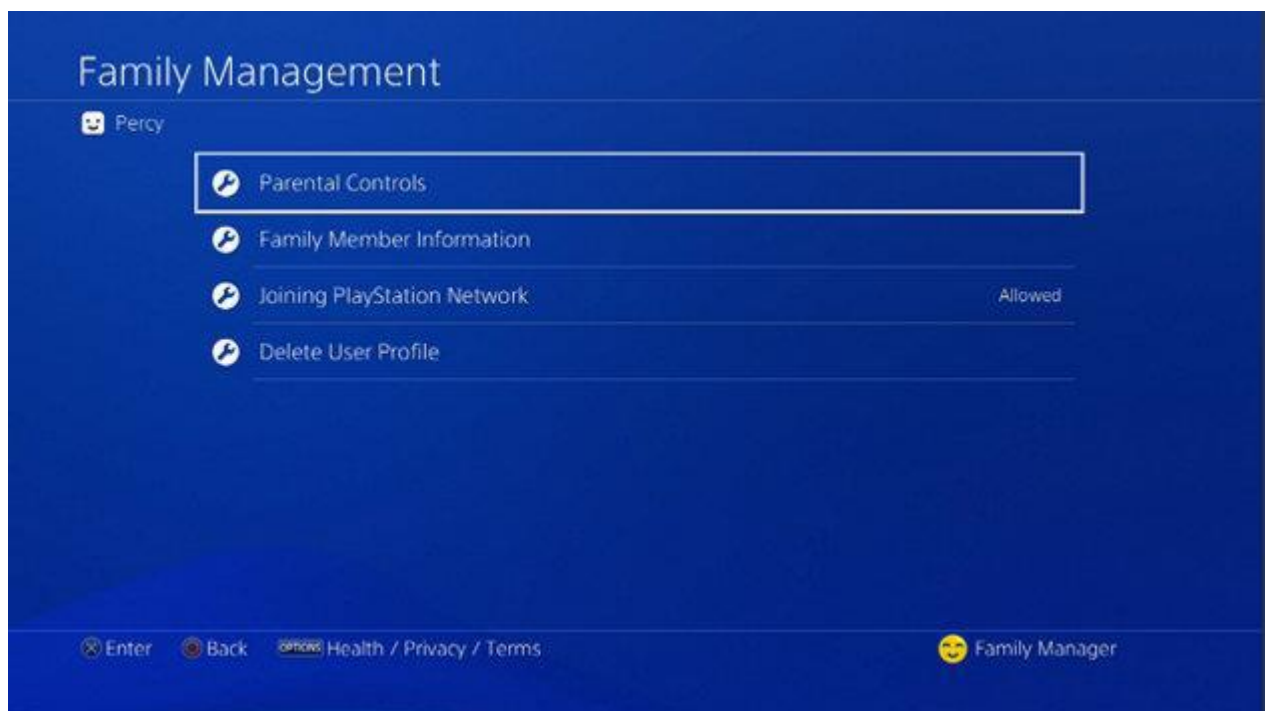 Family Management
Percy
Parental Controls
Family Member Information
Joining PlayStation Network Allowed
Delete User Profile
Enter Back OPTIONS Health / Privacy / Terms Family Manager